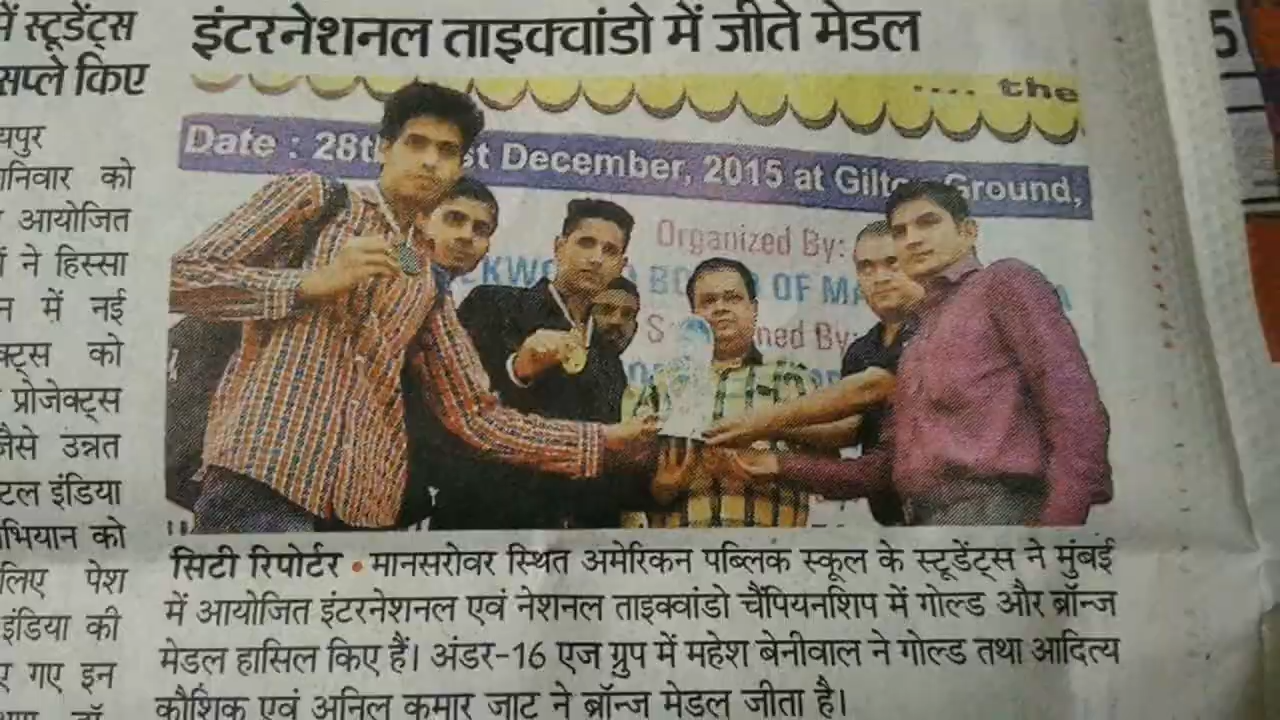 में स्टूडेंट्स
सप्ले किए
यपुर
निवार को
आयोजित
ने हिस्सा
न में नई
क्ट्स को
प्रोजेक्ट्स
जैसे उन्नत
टल इंडिया
भियान को
लिए पेश
इंडिया की
ए गए इन
इंटरनेशनल ताइक्वांडो में जीते मेडल
.... the
Date : 28th st December, 2015 at Gilt Ground,
Organized By:
KW BO OF MA
S ned By:
सिटी रिपोर्टर • मानसरोवर स्थित अमेरिकन पब्लिक स्कूल के स्टूडेंट्स ने मुंबई
में आयोजित इंटरनेशनल एवं नेशनल ताइक्वांडो चैंपियनशिप में गोल्ड और ब्रॉन्ज
मेडल हासिल किए हैं। अंडर-16 एज ग्रुप में महेश बेनीवाल ने गोल्ड तथा आदित्य
कौशिक एवं अनिल कुमार जाट ने ब्रॉन्ज मेडल जीता है।
5